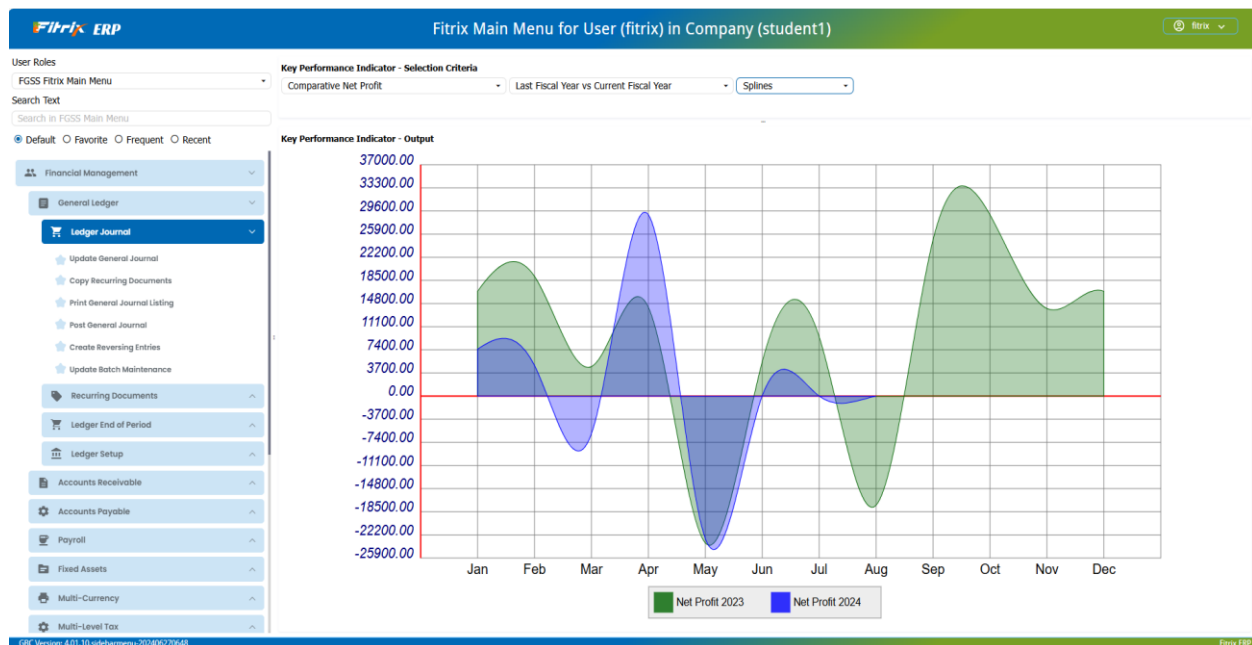 Fitrix ERP
Fitrix Main Menu for User (fitrix) in Company (student1)
fitrix
User Roles
FGSS Fitrix Main Menu
Search Text
Search in FGSS Main Menu
Default Favorite Frequent Recent
Financial Management
General Ledger
Ledger Journal
Update General Journal
Copy Recurring Documents
Print General Journal Listing
Post General Journal
Create Reversing Entries
Update Batch Maintenance
Recurring Documents
Ledger End of Period
Ledger Setup
Accounts Receivable
Accounts Payable
Payroll
Fixed Assets
Multi-Currency
Multi-Level Tax
Key Performance Indicator - Selection Criteria
Comparative Net Profit Last Fiscal Year vs Current Fiscal Year Splines
Key Performance Indicator - Output
37000.00
33300.00
29600.00
25900.00
22200.00
18500.00
14800.00
11100.00
7400.00
3700.00
0.00
-3700.00
-7400.00
-11100.00
-14800.00
-18500.00
-22200.00
-25900.00
Jan Feb Mar Apr May Jun Jul Aug Sep Oct Nov Dec
Net Profit 2023 Net Profit 2024
GBC Version: 4.01.10 sidebarmenu-202406270648
Fitrix ERP